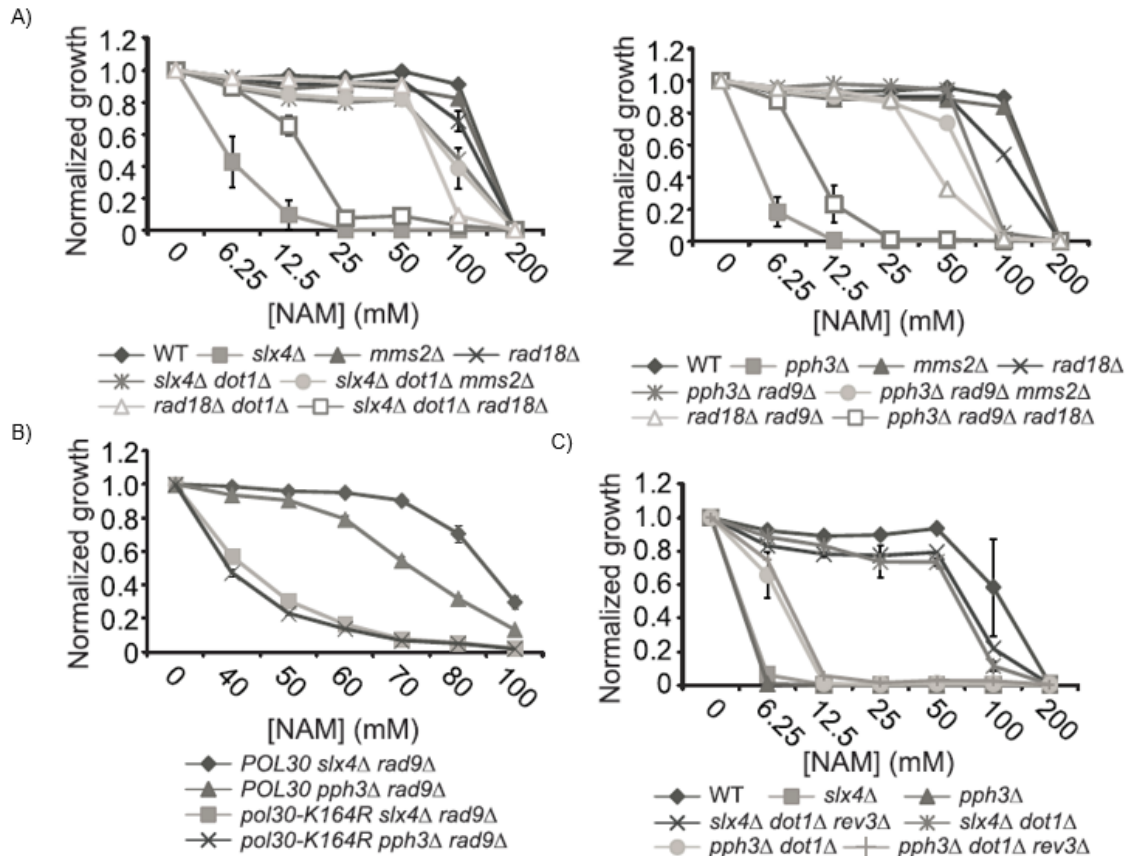 A)
1.2
1.0
0.8
0.6
0.4
0.2
0
Normalized growth
0 6.25 12.5 25 50 100 200
[NAM] (mM)
WT slx4Δ mms2Δ rad18Δ
slx4Δ dot1Δ slx4Δ dot1Δ mms2Δ
rad18Δ dot1Δ slx4Δ dot1Δ rad18Δ
1.2
1.0
0.8
0.6
0.4
0.2
0
Normalized growth
0 6.25 12.5 25 50 100 200
[NAM] (mM)
WT pph3Δ mms2Δ rad18Δ
pph3Δ rad9Δ pph3Δ rad9Δ mms2Δ
rad18Δ rad9Δ pph3Δ rad9Δ rad18Δ
B)
1.2
1.0
0.8
0.6
0.4
0.2
0
Normalized growth
0 40 50 60 70 80 100
[NAM] (mM)
POL30 slx4Δ rad9Δ
POL30 pph3Δ rad9Δ
pol30-K164R slx4Δ rad9Δ
pol30-K164R pph3Δ rad9Δ
C)
1.2
1.0
0.8
0.6
0.4
0.2
0
Normalized growth
0 6.25 12.5 25 50 100 200
[NAM] (mM)
WT slx4Δ pph3Δ
slx4Δ dot1Δ rev3Δ slx4Δ dot1Δ
pph3Δ dot1Δ pph3Δ dot1Δ rev3Δ